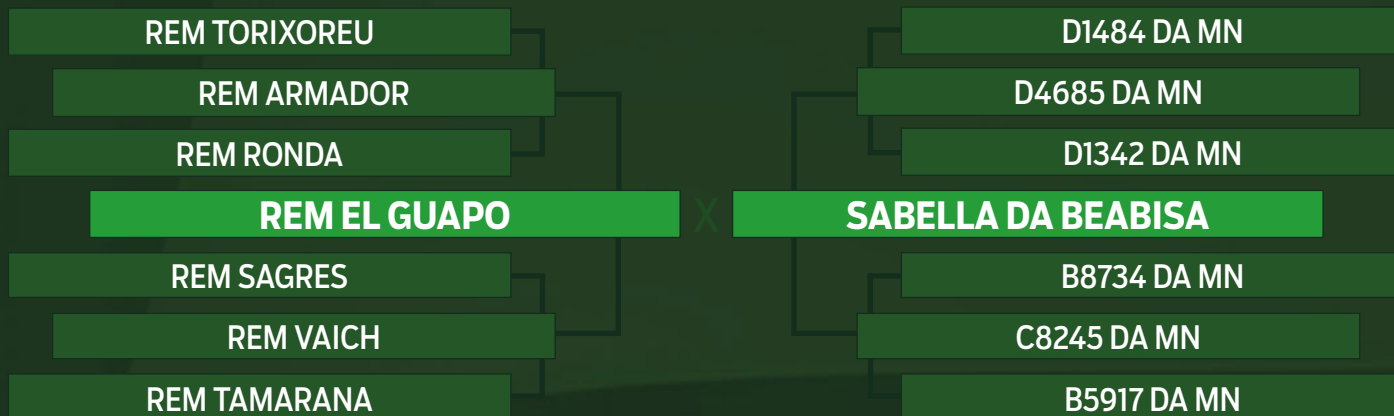 REM TORIXOREU
REM ARMADOR
REM RONDA
REM EL GUAPO
REM SAGRES
REM VAICH
REM TAMARANA
X
D1484 DA MN
D4685 DA MN
D1342 DA MN
SABELLA DA BEABISA
B8734 DA MN
C8245 DA MN
B5917 DA MN